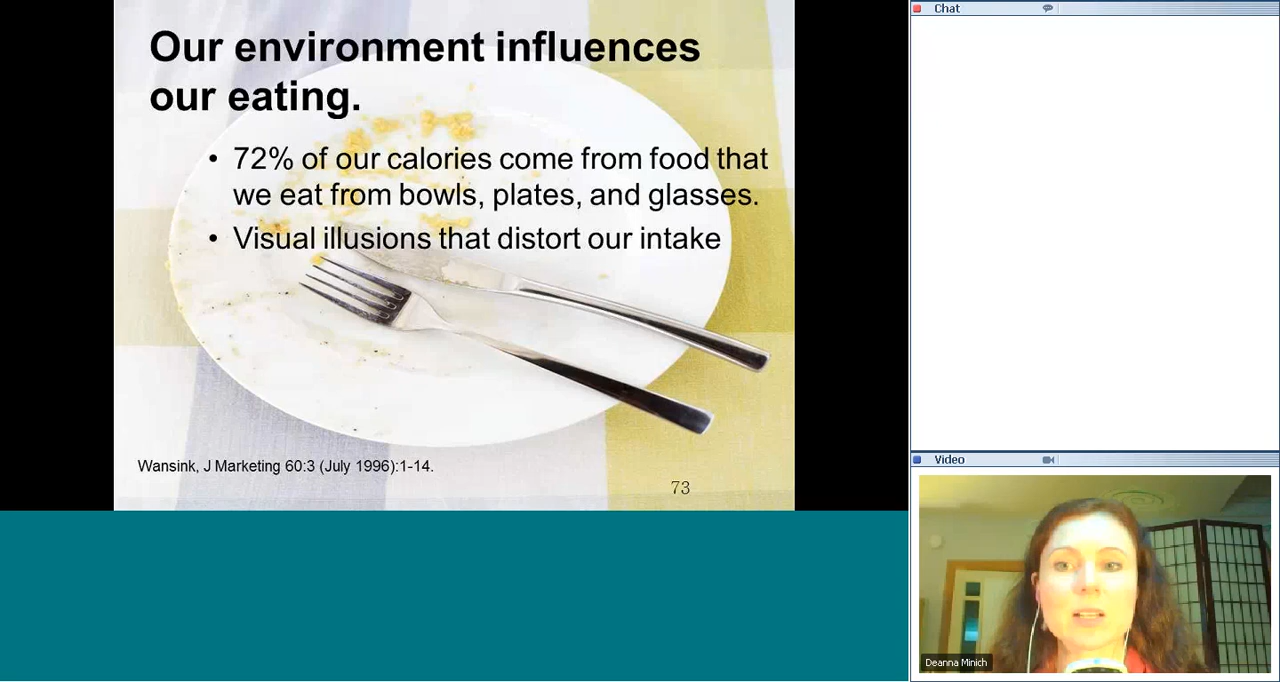 Our environment influences
our eating.
• 72% of our calories come from food that
we eat from bowls, plates, and glasses.
• Visual illusions that distort our intake
Wansink, J Marketing 60:3 (July 1996):1-14.
73
Chat
Video
Deanna Minich